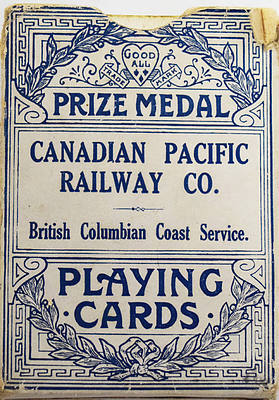 GOOD
ALL
TRADE MARK
PRIZE MEDAL
CANADIAN PACIFIC
RAILWAY CO.
British Columbian Coast Service.
PLAYING
· CARDS ·